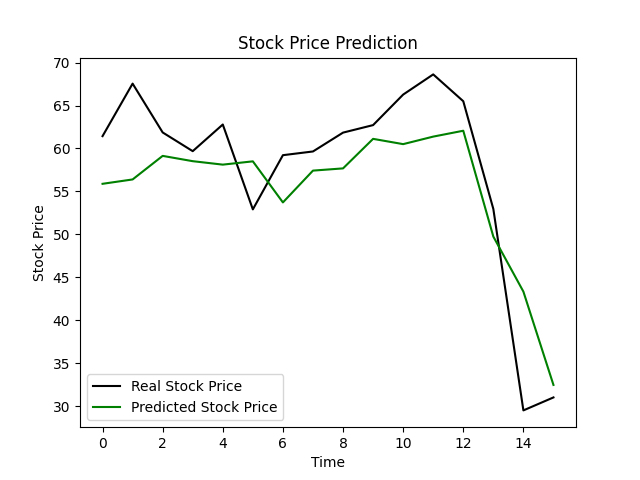 Stock Price Prediction
70
65
60
55
50
45
40
35
30
Stock Price
Real Stock Price
Predicted Stock Price
0 2 4 6 8 10 12 14
Time